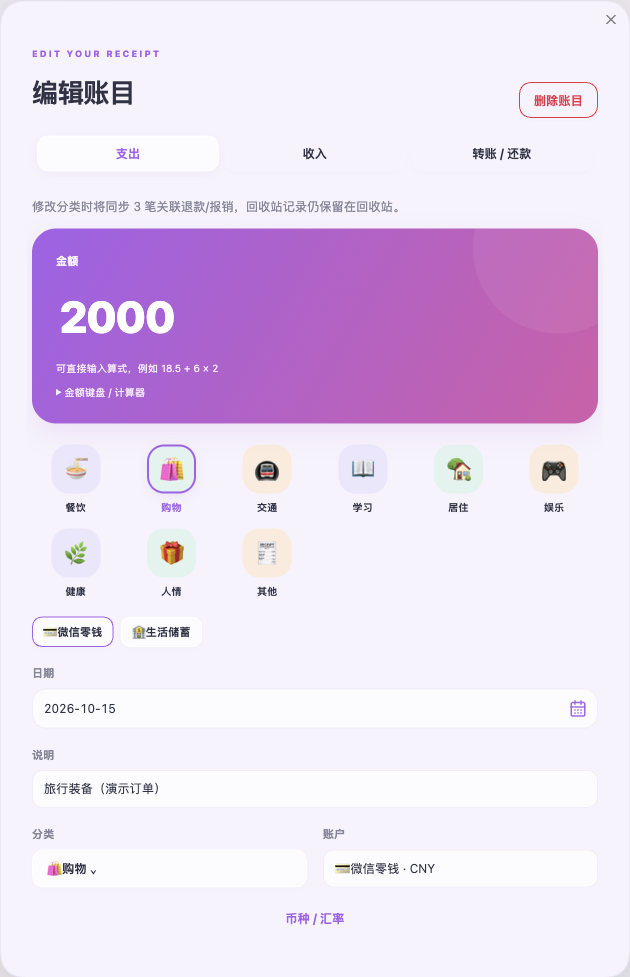 EDIT YOUR RECEIPT
编辑账目
删除账目
支出
收入
转账 / 还款
修改分类时将同步 3 笔关联退款/报销，回收站记录仍保留在回收站。
金额
2000
可直接输入算式，例如 18.5 + 6 × 2
金额键盘 / 计算器
餐饮
购物
交通
学习
居住
娱乐
健康
人情
其他
微信零钱
生活储蓄
日期
2026-10-15
说明
旅行装备（演示订单）
分类
账户
购物
微信零钱 · CNY
币种 / 汇率